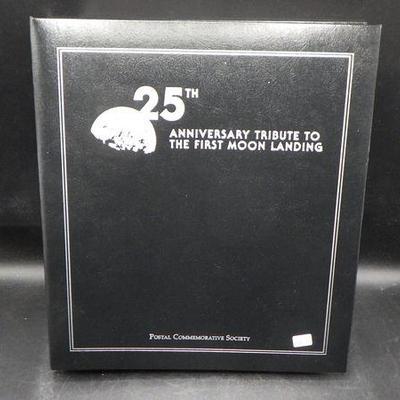 25TH
ANNIVERSARY TRIBUTE TO
THE FIRST MOON LANDING
POSTAL COMMEMORATIVE SOCIETY